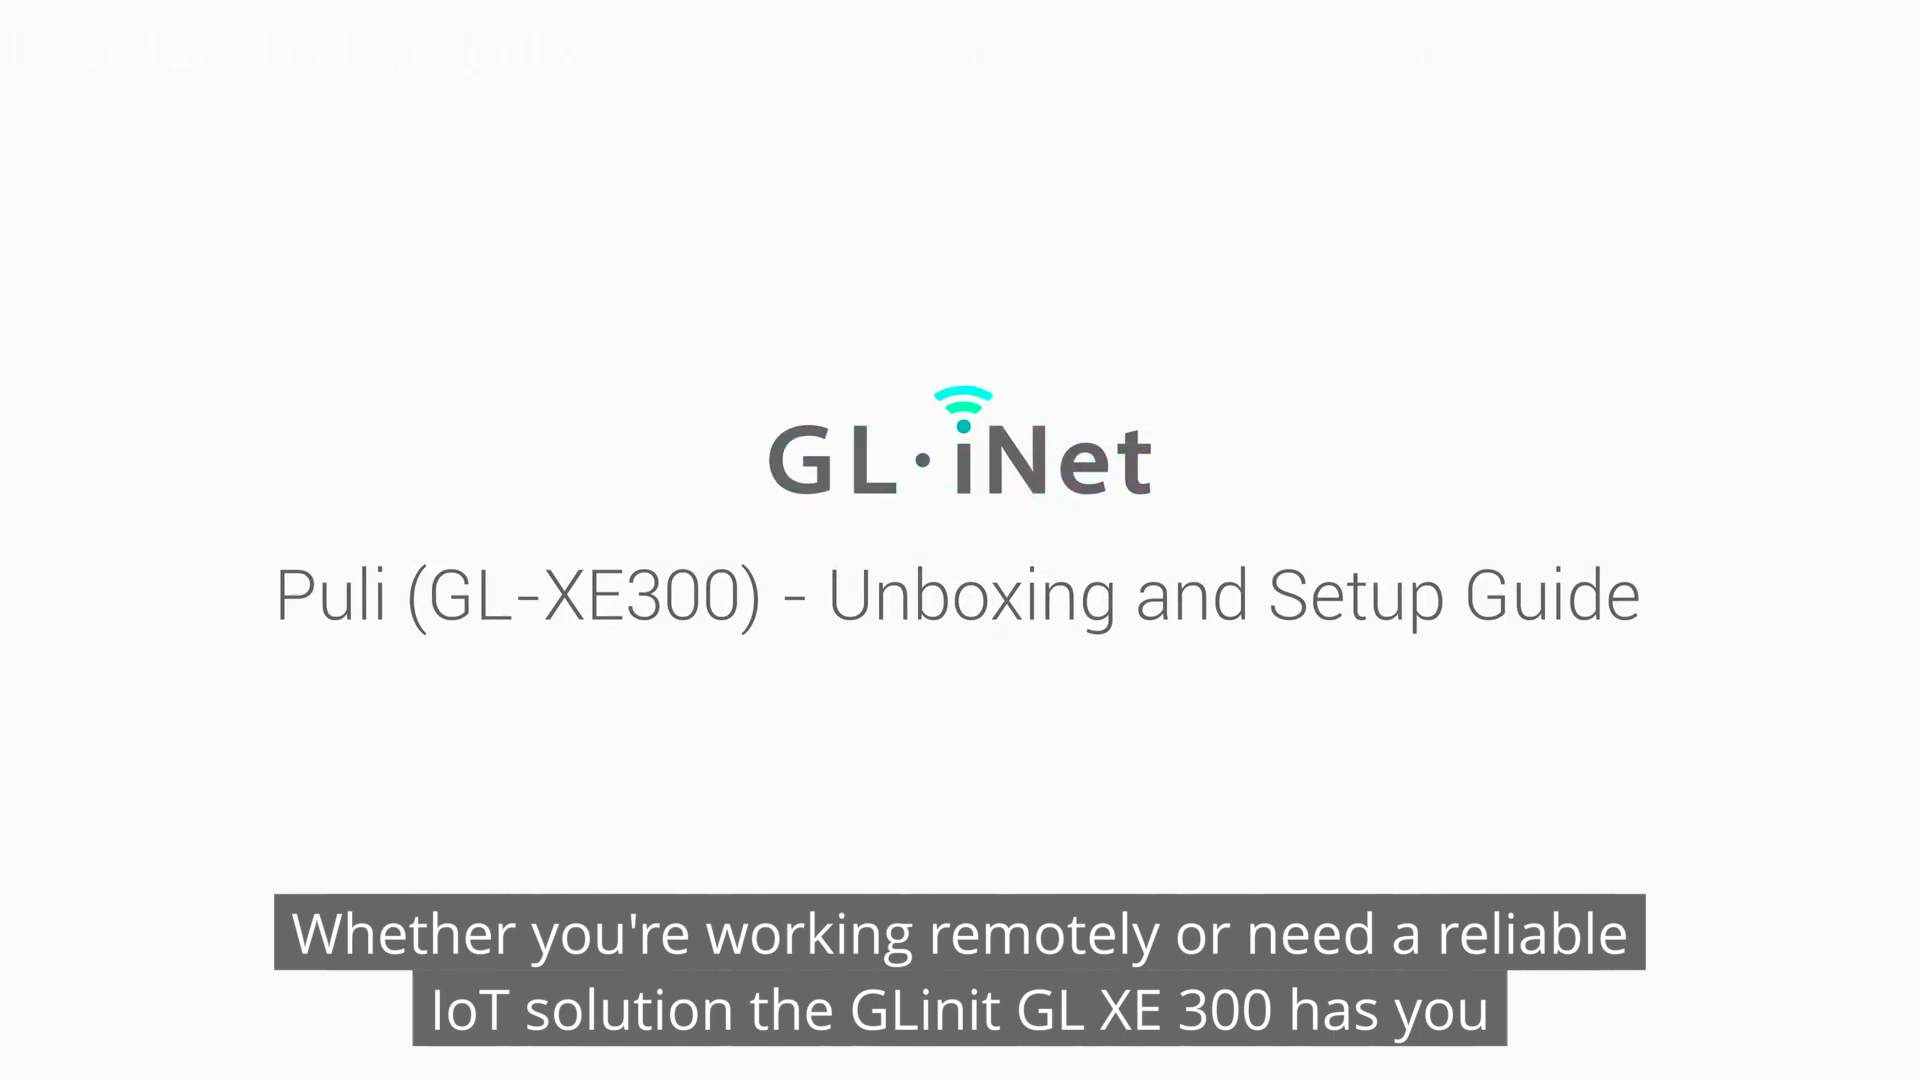 GL·iNet
Puli (GL-XE300) - Unboxing and Setup Guide
Whether you're working remotely or need a reliable
IoT solution the GLinit GL XE 300 has you